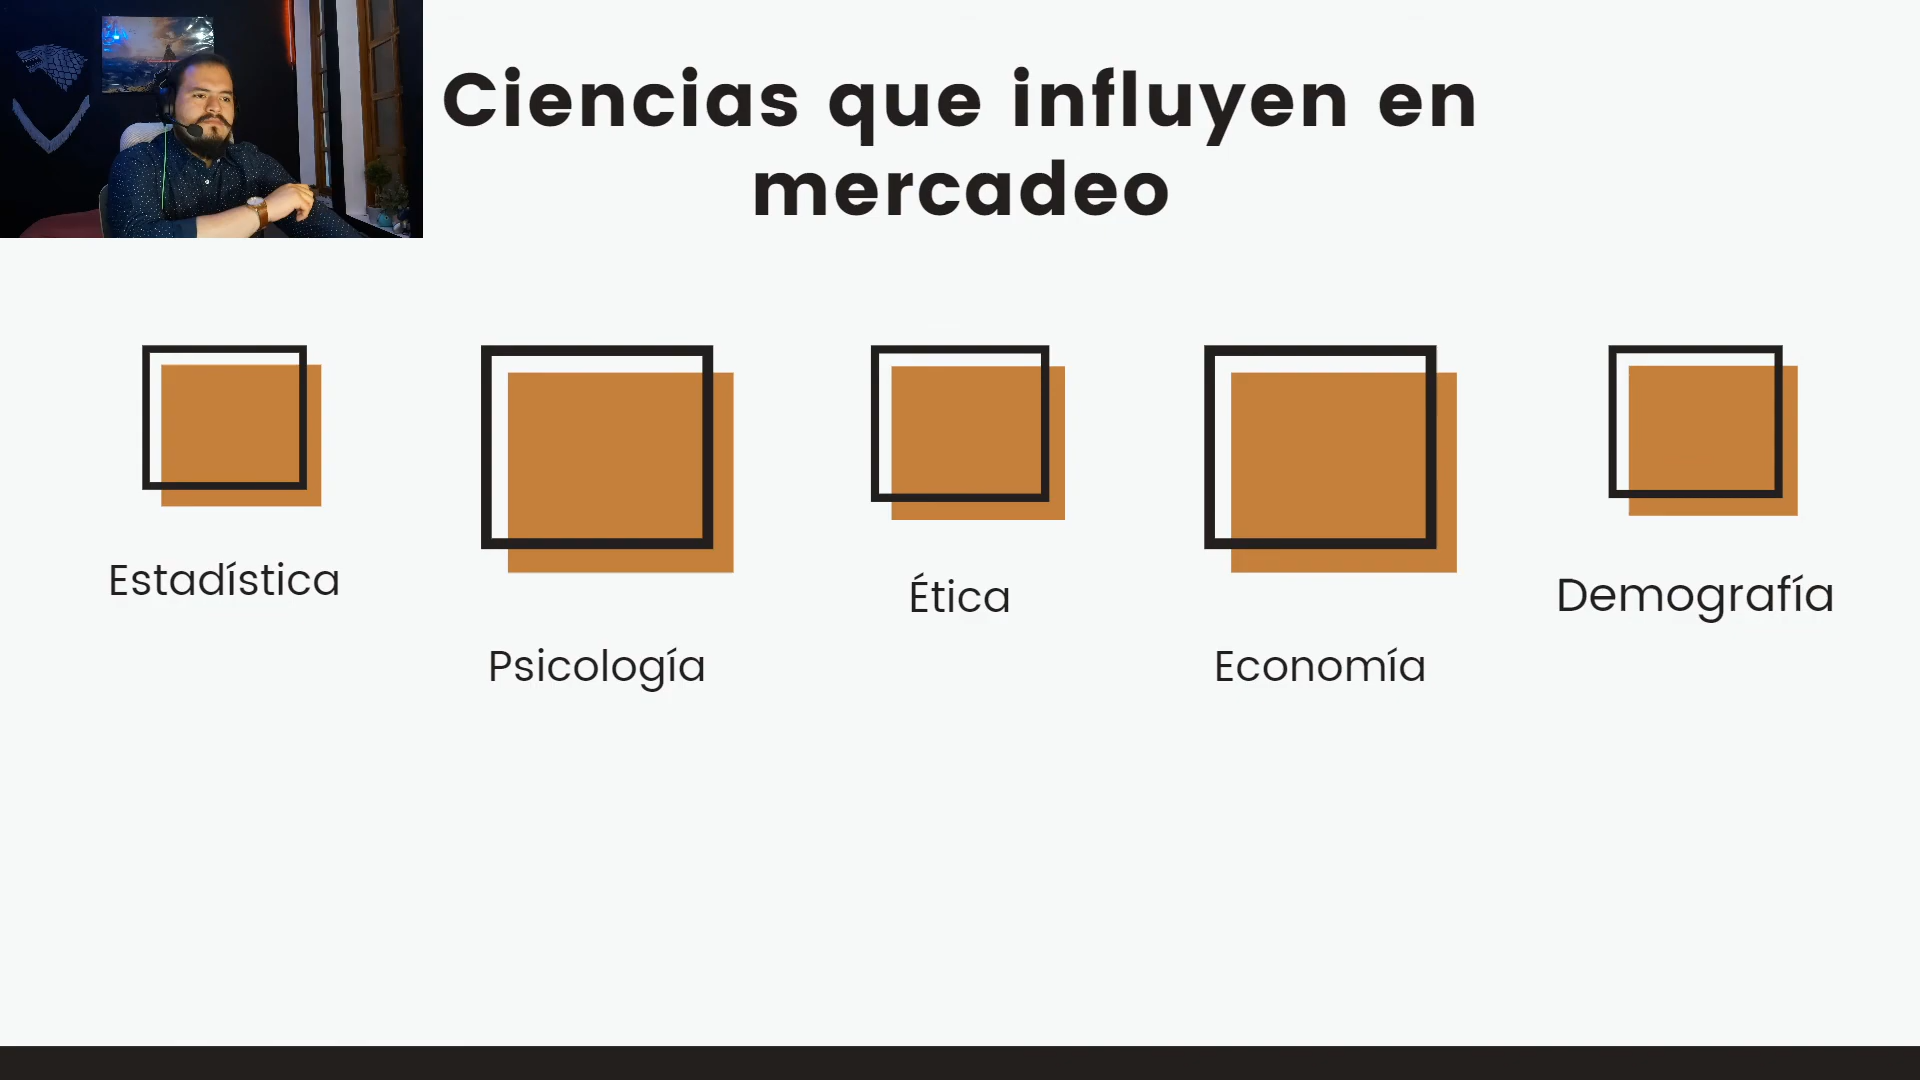 Ciencias que influyen en
mercadeo
Estadística
Psicología
Ética
Economía
Demografía